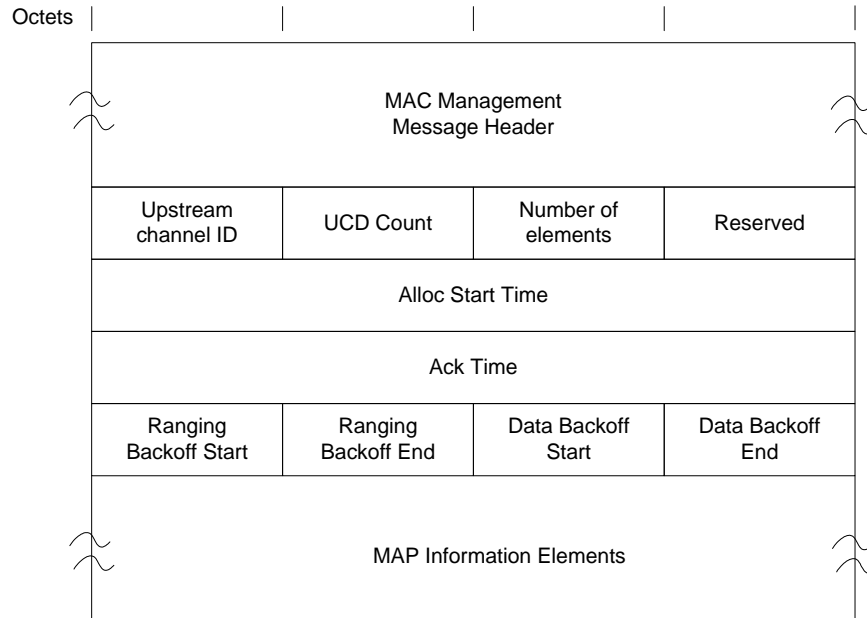 Octets
MAC Management
Message Header
Upstream
channel ID
UCD Count
Number of
elements
Reserved
Alloc Start Time
Ack Time
Ranging
Backoff Start
Ranging
Backoff End
Data Backoff
Start
Data Backoff
End
MAP Information Elements